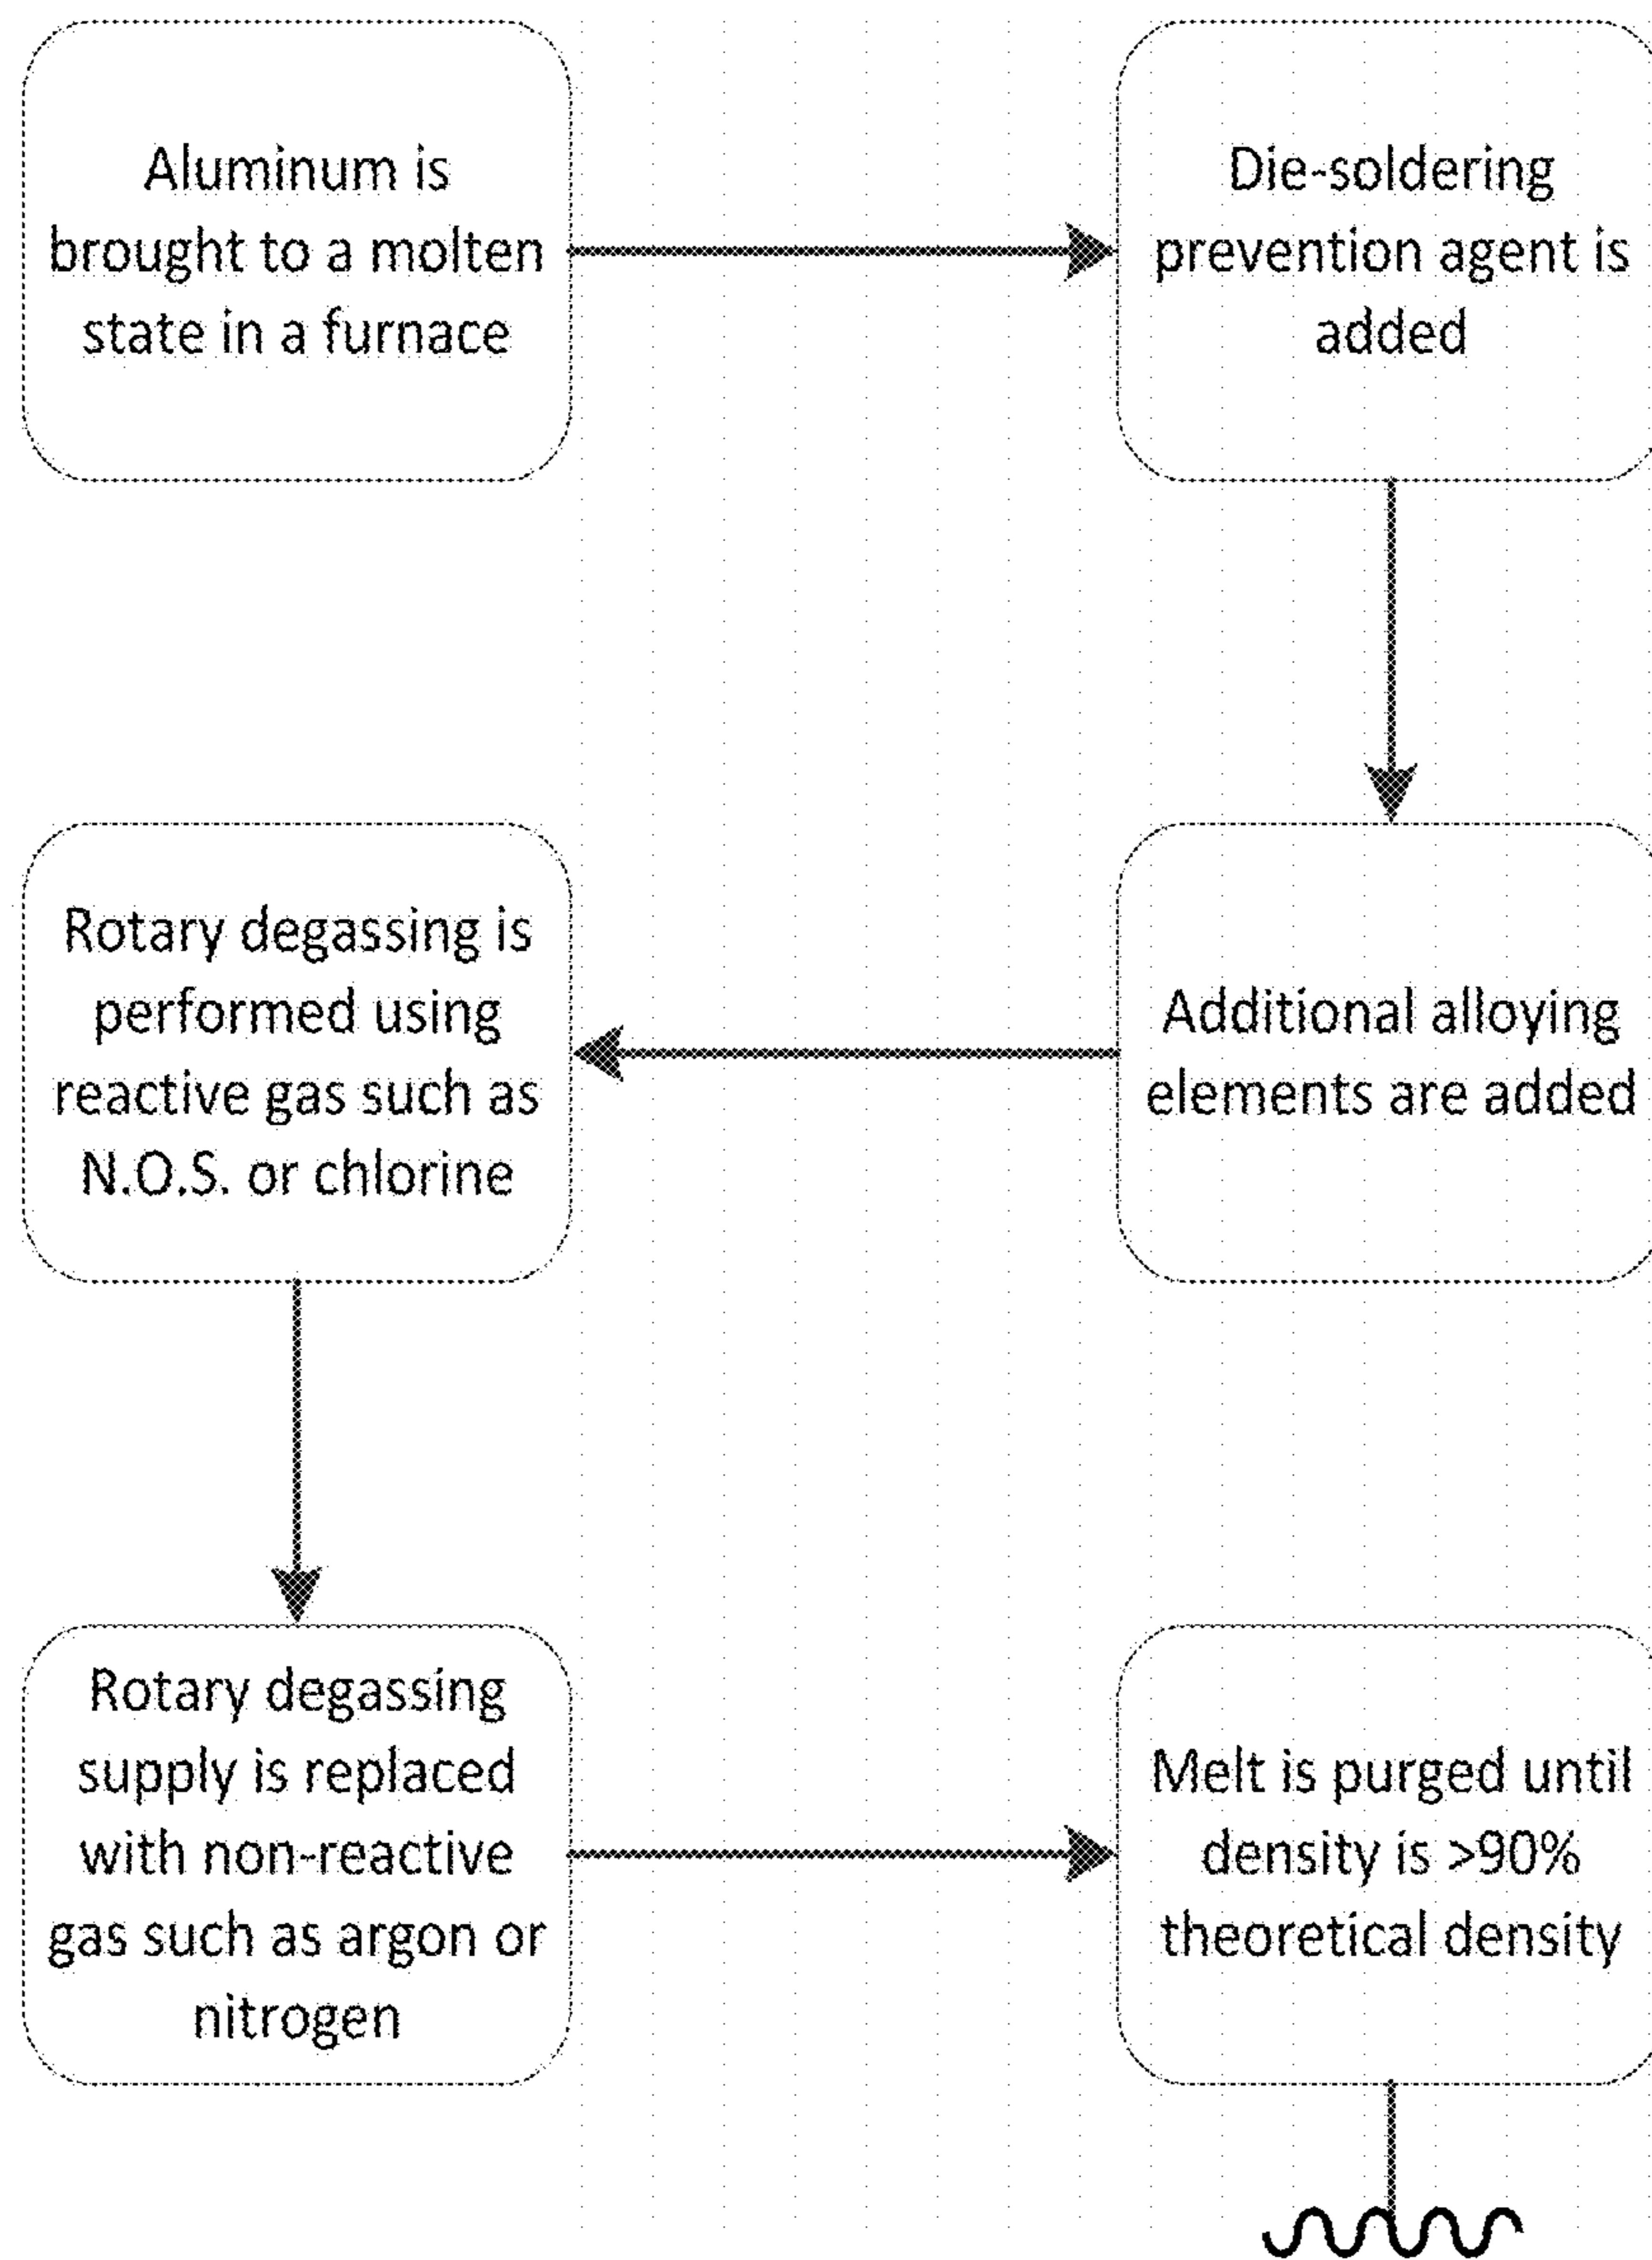 Aluminum is
brought to a molten
state in a furnace
Die-soldering
prevention agent is
added
Additional alloying
elements are added
Rotary degassing is
performed using
reactive gas such as
N.O.S. or chlorine
Rotary degassing
supply is replaced
with non-reactive
gas such as argon or
nitrogen
Melt is purged until
density is >90%
theoretical density